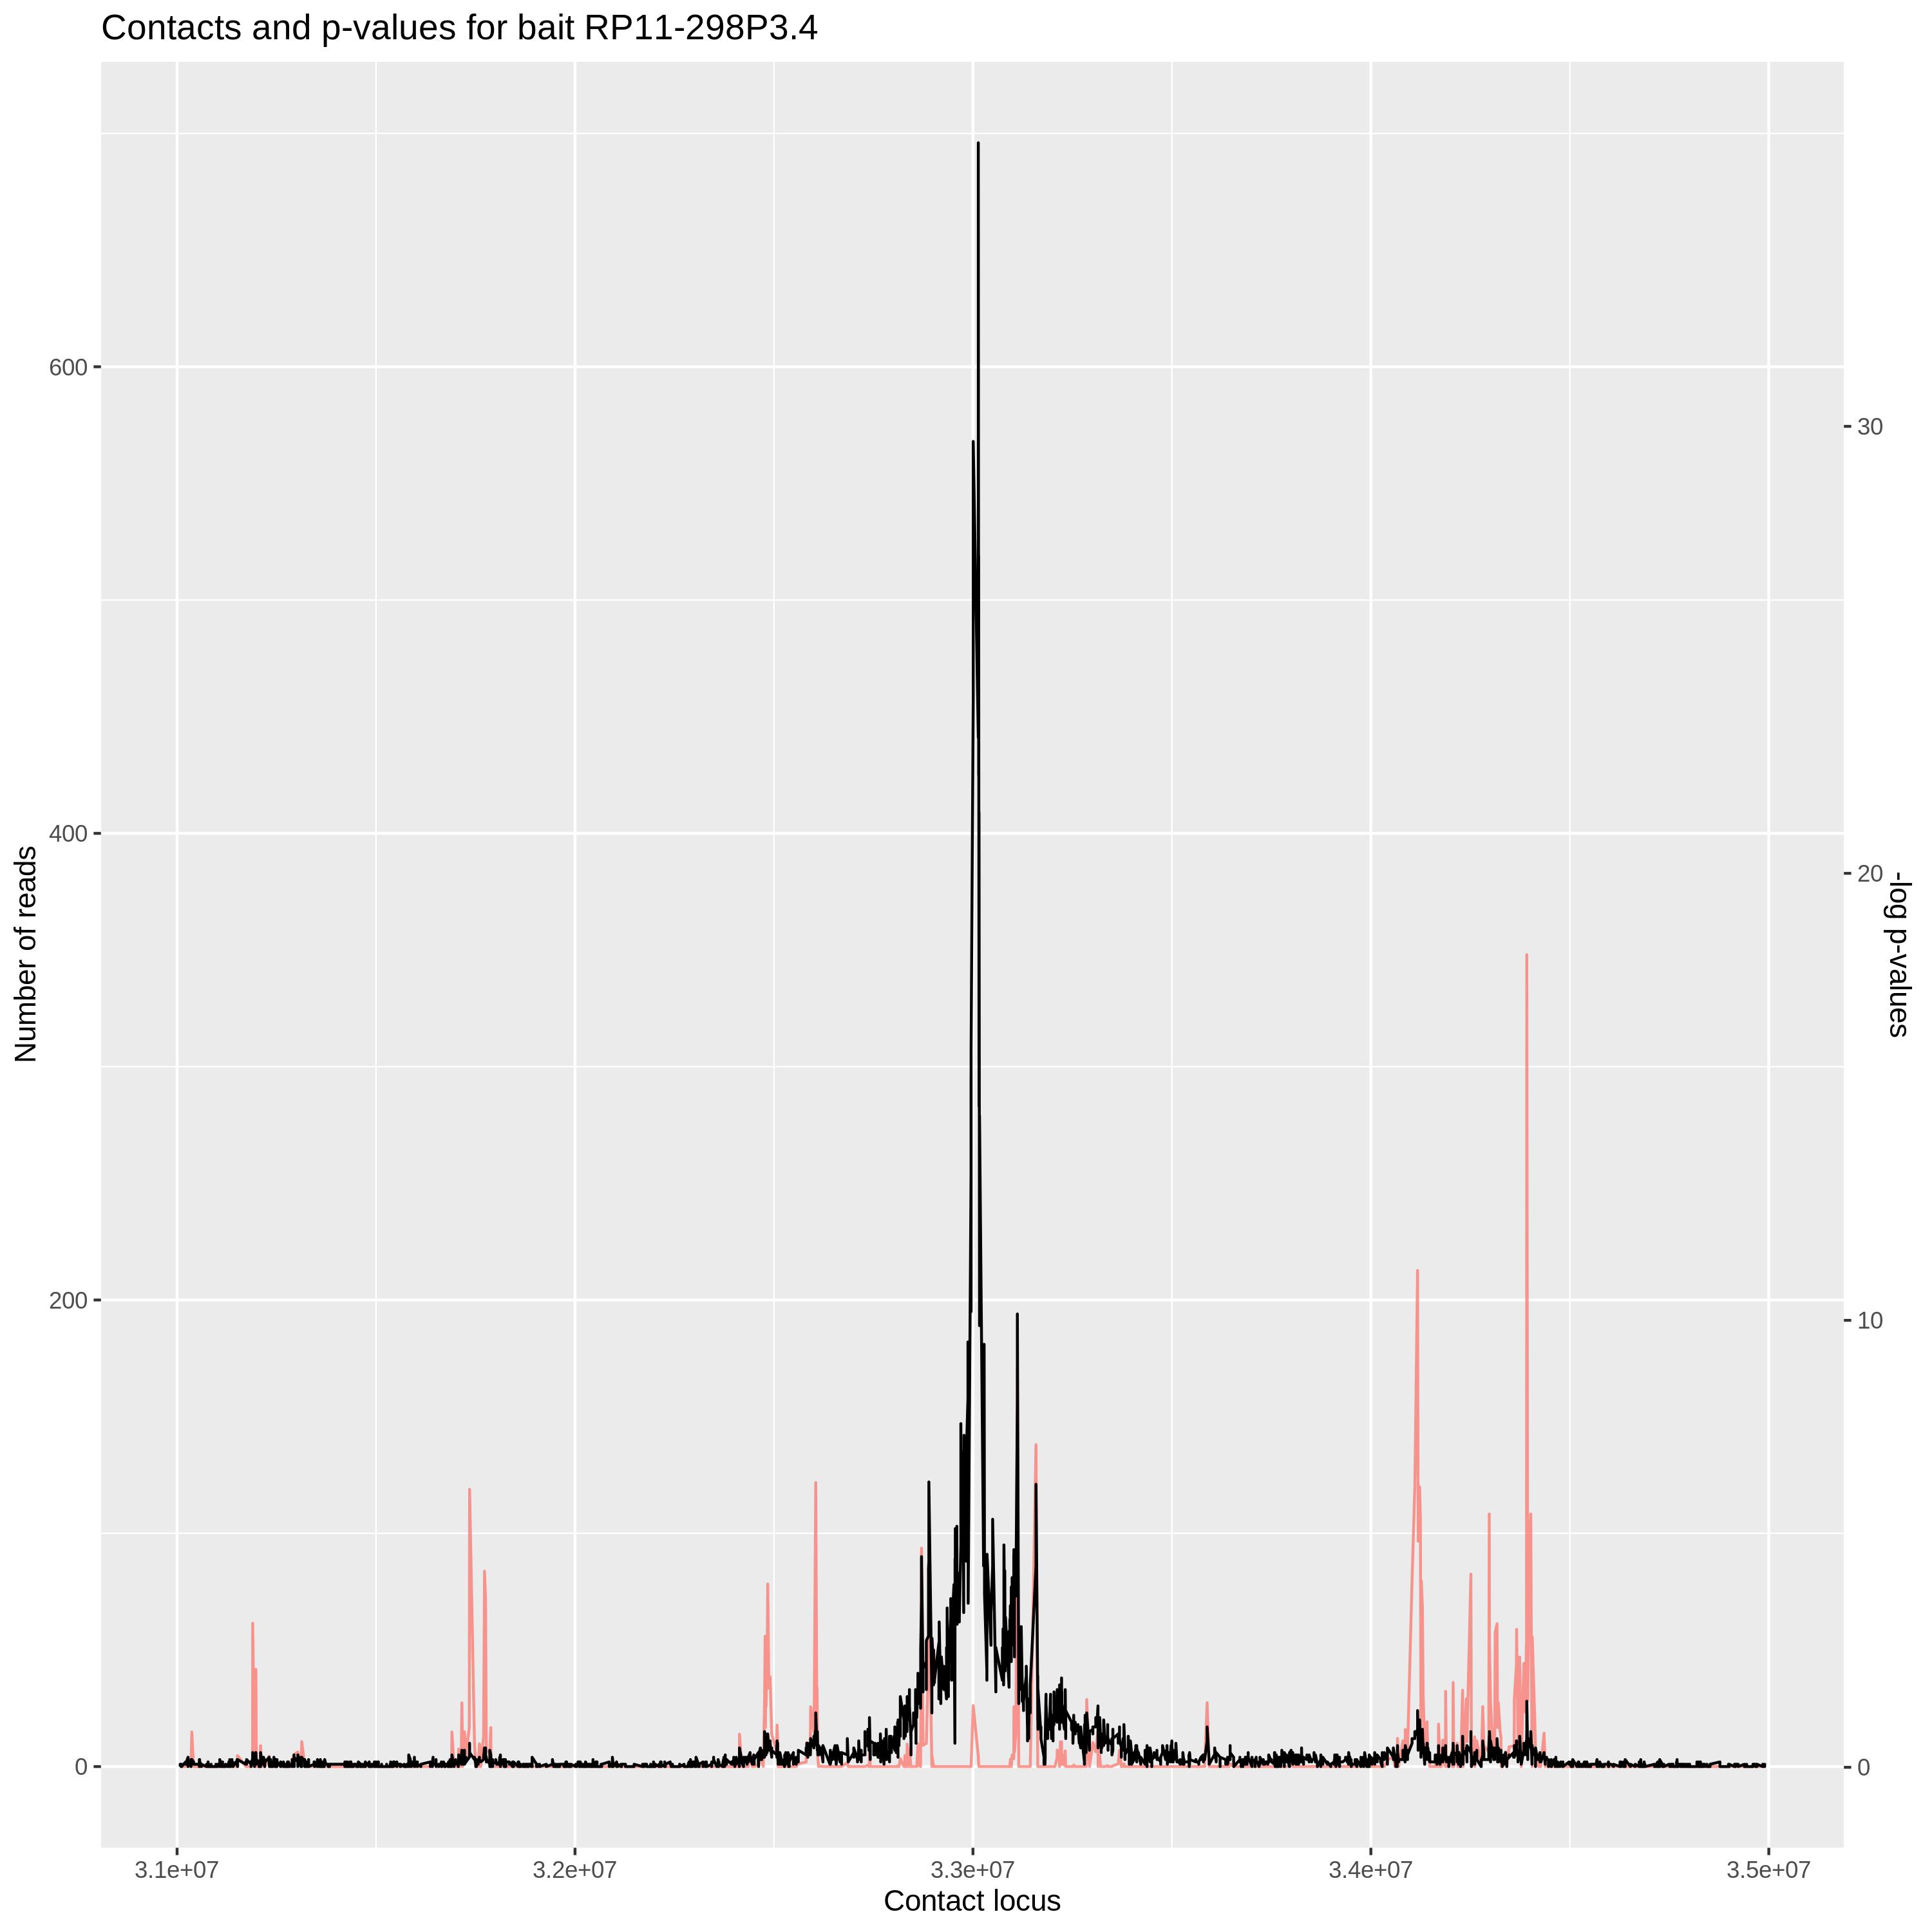 Contacts and p-values for bait RP11-298P3.4
600
400
200
0
Number of reads
30
20
10
0
-log p-values
3.1e+07
3.2e+07
3.3e+07
3.4e+07
3.5e+07
Contact locus